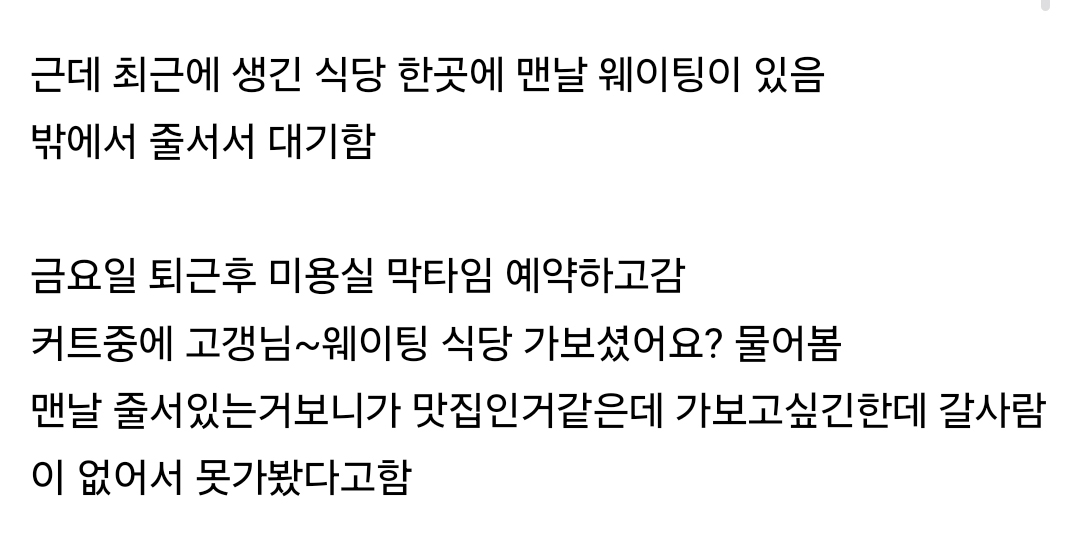 근데 최근에 생긴 식당 한곳에 맨날 웨이팅이 있음
밖에서 줄서서 대기함
금요일 퇴근후 미용실 막타임 예약하고감
커트중에 고갱님~웨이팅 식당 가보셨어요? 물어봄
맨날 줄서있는거보니가 맛집인거같은데 가보고싶긴한데 갈사람
이 없어서 못가봤다고함